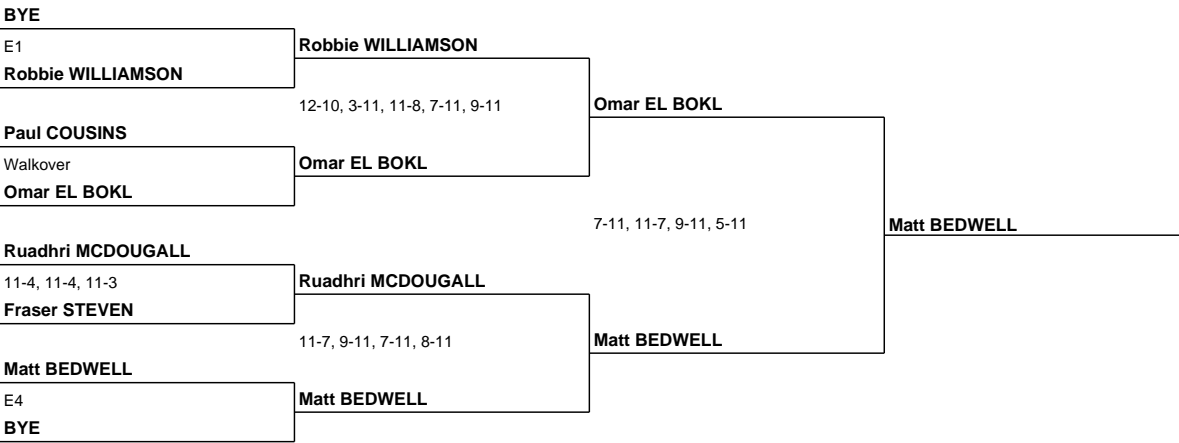 BYE
E1
Robbie WILLIAMSON
Robbie WILLIAMSON
12-10, 3-11, 11-8, 7-11, 9-11
Omar EL BOKL
Paul COUSINS
Walkover
Omar EL BOKL
Omar EL BOKL
7-11, 11-7, 9-11, 5-11
Matt BEDWELL
Ruadhri MCDOUGALL
11-4, 11-4, 11-3
Ruadhri MCDOUGALL
Fraser STEVEN
11-7, 9-11, 7-11, 8-11
Matt BEDWELL
Matt BEDWELL
E4
Matt BEDWELL
BYE